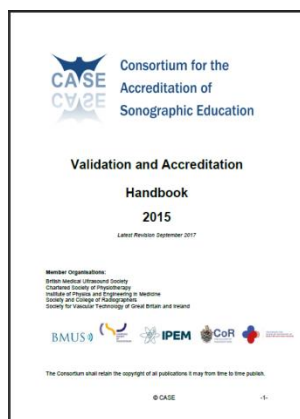 CASE
Consortium for the
Accreditation of
Sonographic Education
Validation and Accreditation
Handbook
2015
Latest Revision September 2017
Member Organisations:
British Medical Ultrasound Society
Chartered Society of Physiotherapy
Institute of Physics and Engineering in Medicine
Society and College of Radiographers
Society for Vascular Technology of Great Britain and Ireland
BMUS
IPEM
CoR
The Consortium shall retain the copyright of all publications it may from time to time publish.
© CASE -1-